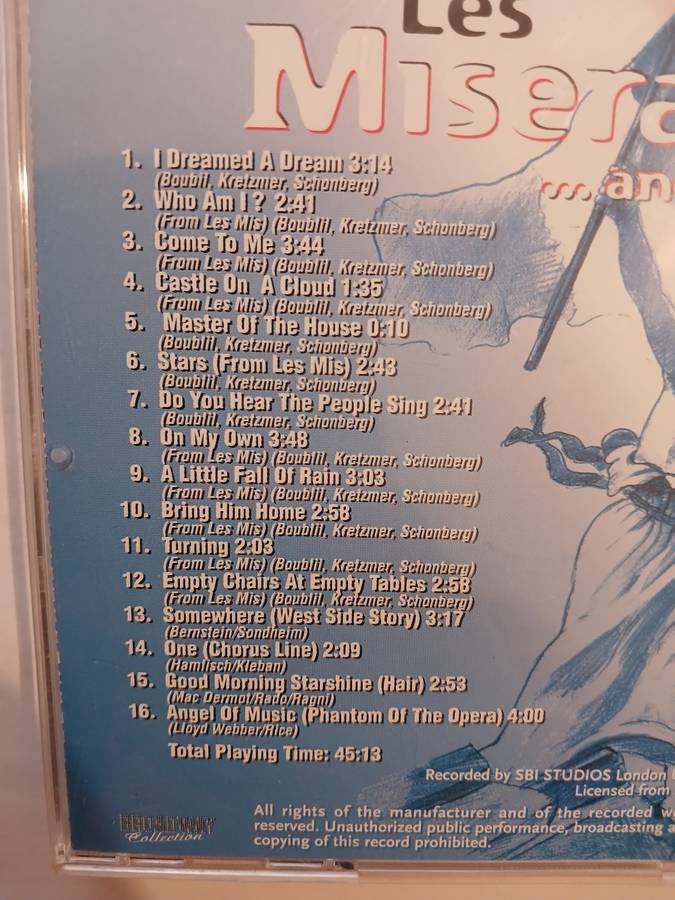 Les
Misera
...an
1. I Dreamed A Dream 3:14
(Boubil, Kretzmer, Schonberg)
2. Who Am I ? 2:41
(From Les Mis) (Boublil, Kretzmer, Schonberg)
3. Come To Me 3:44
(From Les Mis) (Boublil, Kretzmer, Schonberg)
4. Castle On A Cloud 1:35
(From Les Mis) (Boublil, Kretzmer, Schonberg)
5. Master Of The House 0:10
(Boublil, Kretzmer, Schonberg)
6. Stars (From Les Mis) 2:43
(Boublil, Kretzmer, Schonberg)
7. Do You Hear The People Sing 2:41
(Boublil, Kretzmer, Schonberg)
8. On My Own 3:48
(From Les Mis) (Boublil, Kretzmer, Schonberg)
9. A Little Fall Of Rain 3:03
(From Les Mis) (Boublil, Kretzmer, Schonberg)
10. Bring Him Home 2:58
(From Les Mis) (Boublil, Kretzmer, Schonberg)
11. Turning 2:03
(From Les Mis) (Boublil, Kretzmer, Schonberg)
12. Empty Chairs At Empty Tables 2:58
(From Les Mis) (Boublil, Kretzmer, Schonberg)
13. Somewhere (West Side Story) 3:17
(Bernstein/Sondheim)
14. One (Chorus Line) 2:09
(Hamlisch/Kleban)
15. Good Morning Starshine (Hair) 2:53
(Mac Dermot/Rado/Ragni)
16. Angel Of Music (Phantom Of The Opera) 4:00
(Lloyd Webber/Rice)
Total Playing Time: 45:13
Recorded by SBI STUDIOS London
Licensed from
All rights of the manufacturer and of the recorded w
reserved. Unauthorized public performance, broadcasting a
copying of this record prohibited.
Collection